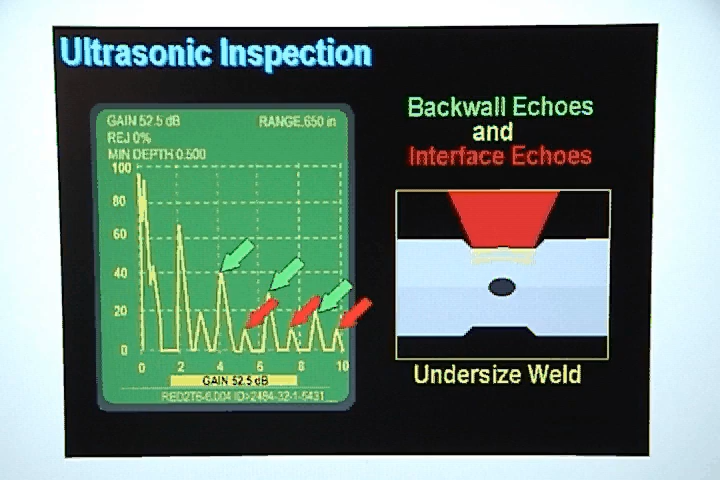 Ultrasonic Inspection
GAIN 52.5 dB
RANGE.650 in
REJ 0%
MIN DEPTH 0.500
100
80
60
40
20
0
0 2 4 6 8 10
GAIN 52.5 dB
Backwall Echoes
and
Interface Echoes
Undersize Weld